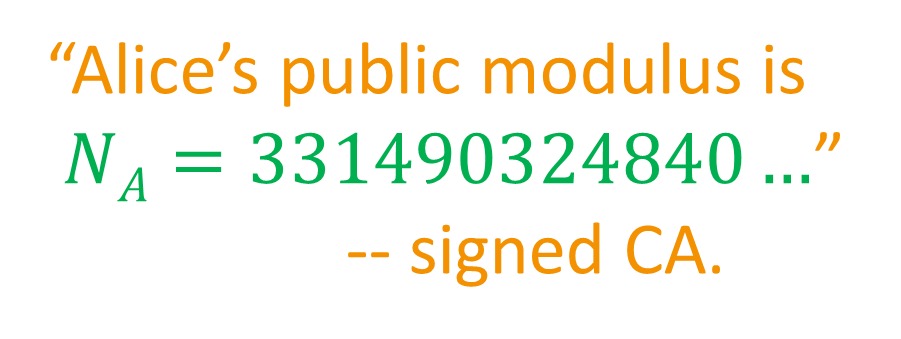 “Alice’s public modulus is
N_A = 331490324840 …”
-- signed CA.